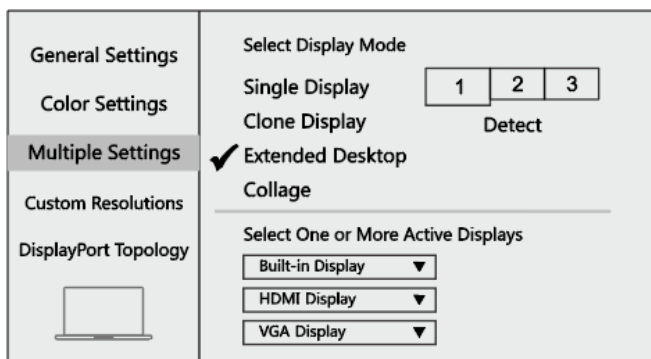 General Settings
Color Settings
Multiple Settings
Custom Resolutions
DisplayPort Topology
Select Display Mode
Single Display
1 2 3
Clone Display
Detect
Extended Desktop
Collage
Select One or More Active Displays
Built-in Display
HDMI Display
VGA Display